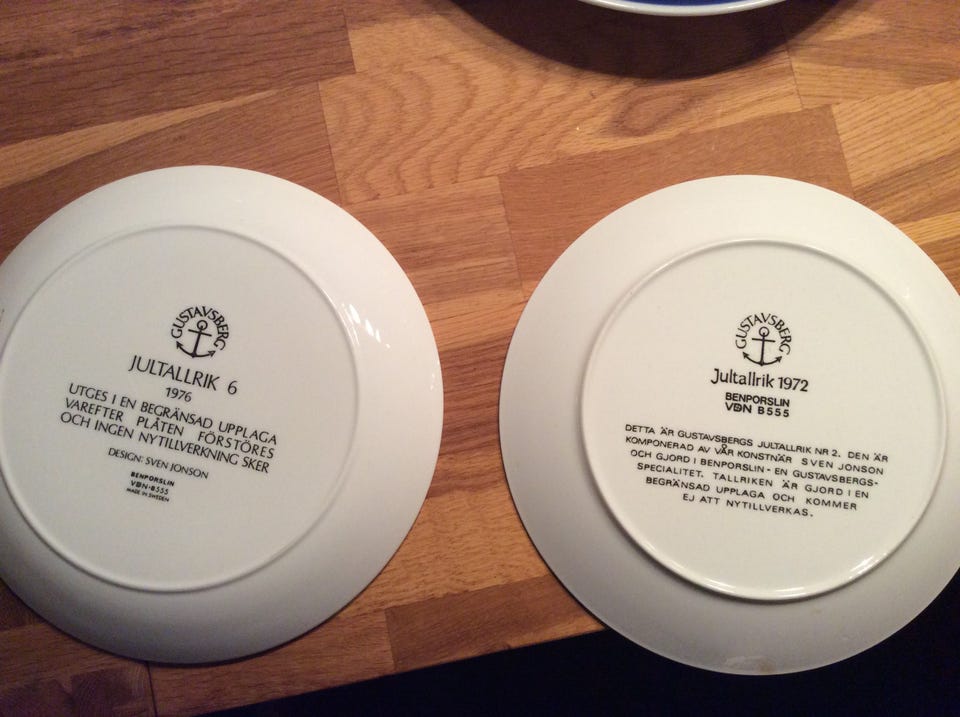 GUSTAVSBERG
JULTALLRIK 6
1976
UTGES I EN BEGRÄNSAD UPPLAGA
VAREFTER PLÅTEN FÖRSTÖRES
OCH INGEN NYTILLVERKNING SKER
DESIGN: SVEN JONSON
BENPORSLIN
VDN-B555
MADE IN SWEDEN
GUSTAVSBERG
Jultallrik 1972
BENPORSLIN
VDN B555
DETTA ÄR GUSTAVSBERGS JULTALLRIK NR 2. DEN ÄR
KOMPONERAD AV VÅR KONSTNÄR SVEN JONSON
OCH GJORD I BENPORSLIN - EN GUSTAVSBERGS-
SPECIALITET. TALLRIKEN ÄR GJORD I EN
BEGRÄNSAD UPPLAGA OCH KOMMER
EJ ATT NYTILLVERKAS.